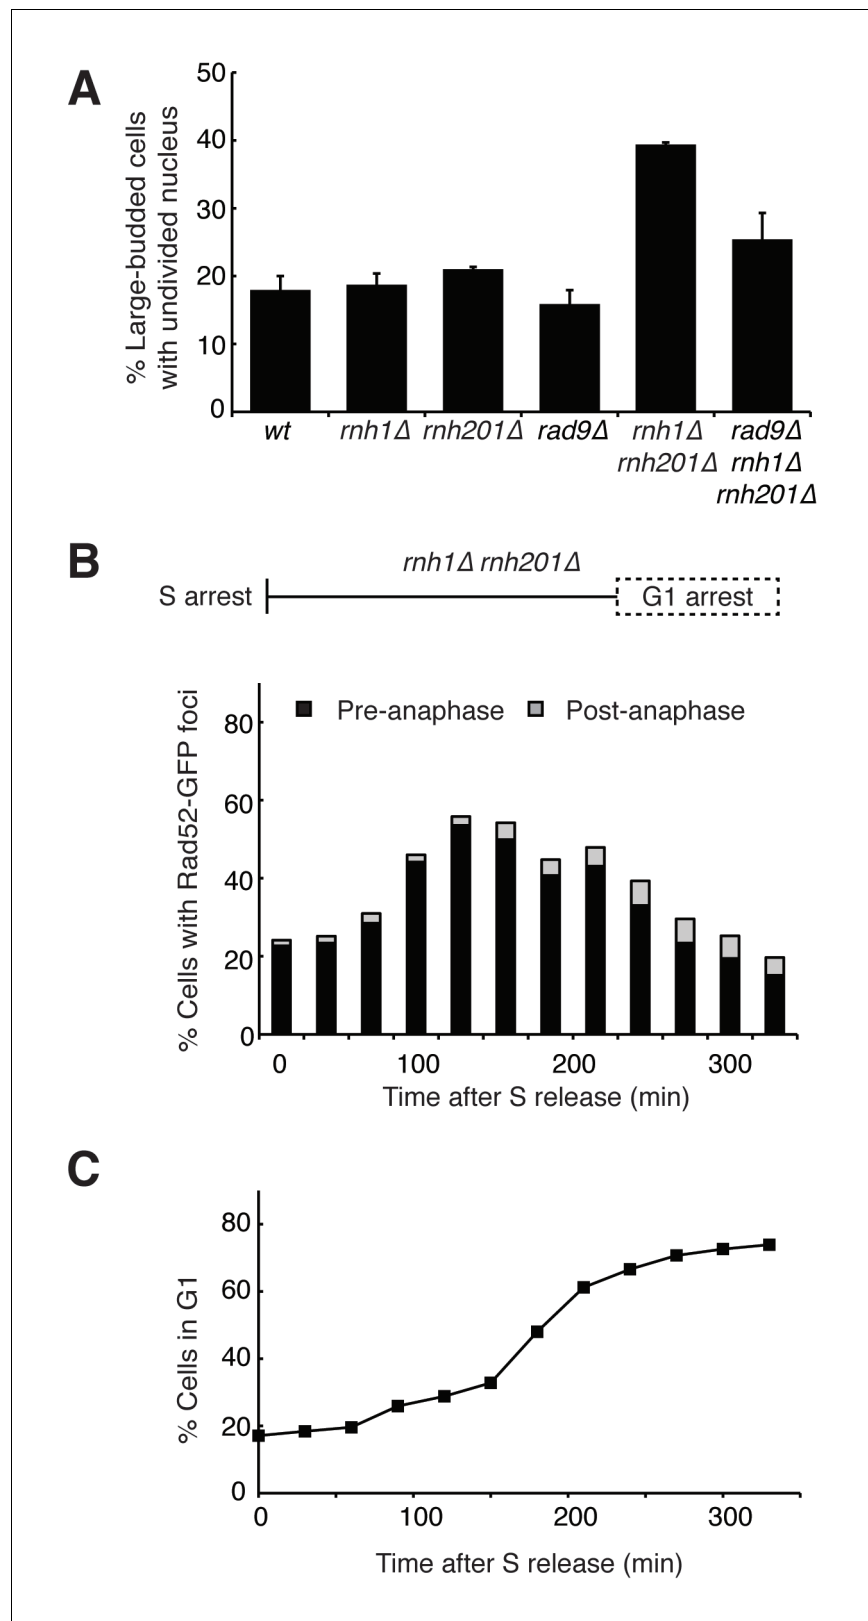 A
% Large-budded cells
with undivided nucleus
50
40
30
20
10
0
wt
rnh1Δ
rnh201Δ
rad9Δ
rnh1Δ
rnh201Δ
rad9Δ
rnh1Δ
rnh201Δ
B
rnh1Δ rnh201Δ
S arrest
G1 arrest
% Cells with Rad52-GFP foci
80
60
40
20
0
Pre-anaphase
Post-anaphase
0
100
200
300
Time after S release (min)
C
% Cells in G1
80
60
40
20
0
0
100
200
300
Time after S release (min)